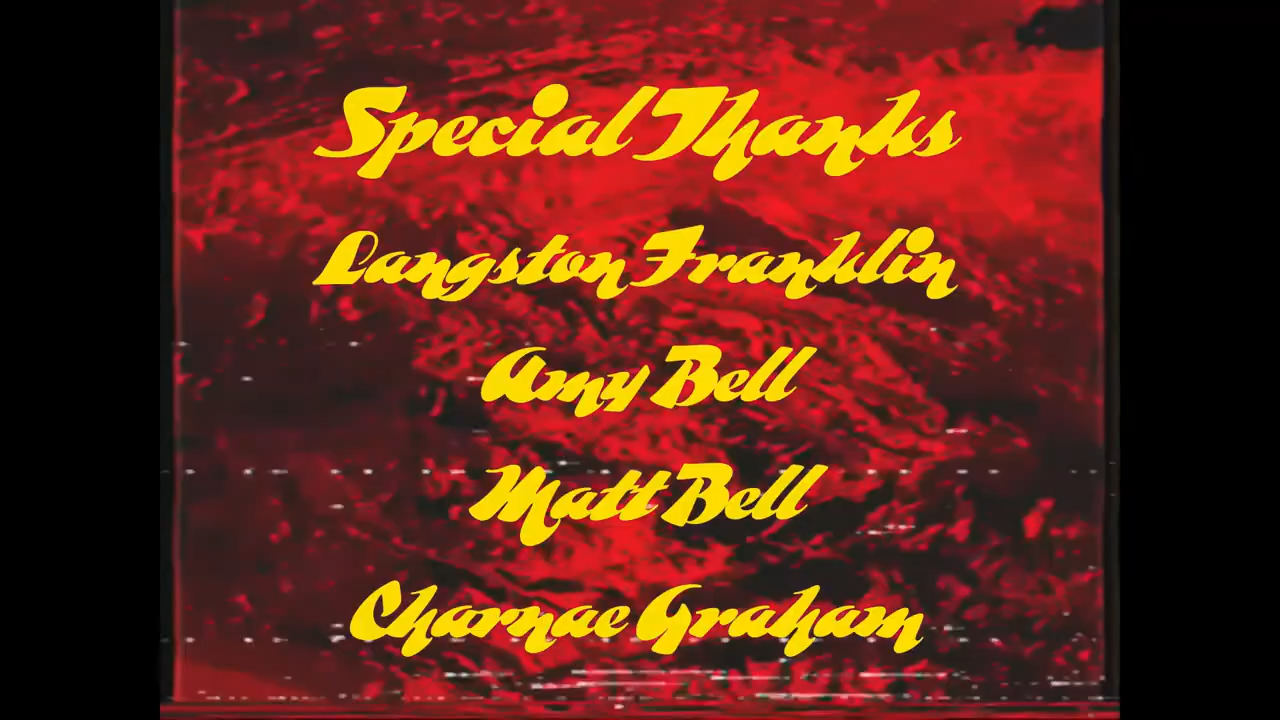 Special Thanks
Langston Franklin
Amy Bell
Matt Bell
Charnae Graham